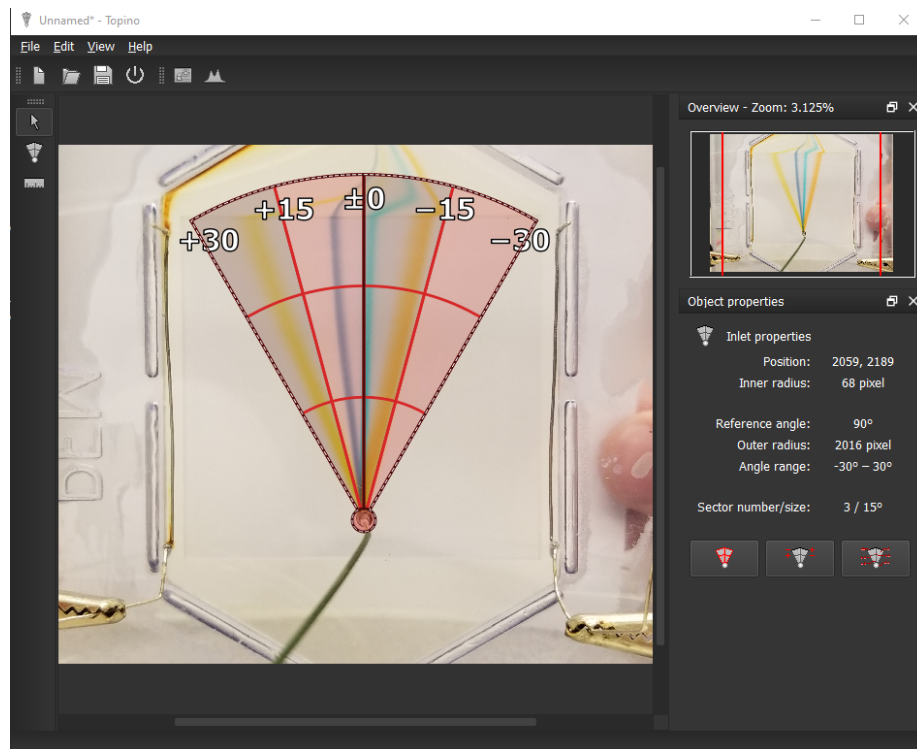 Unnamed* - Topino
File Edit View Help
Overview - Zoom: 3.125%
±0
+15 −15
+30 −30
Object properties
Inlet properties
Position: 2059, 2189
Inner radius: 68 pixel
Reference angle: 90°
Outer radius: 2016 pixel
Angle range: -30° – 30°
Sector number/size: 3 / 15°